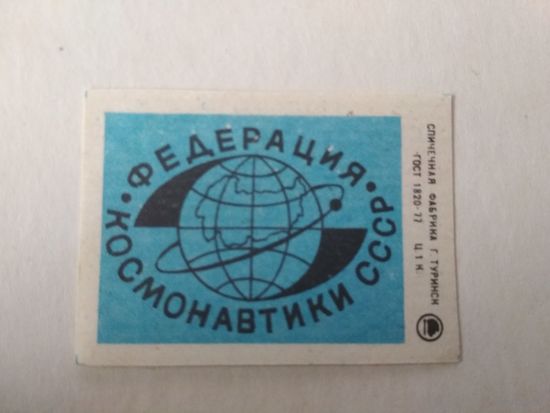 ФЕДЕРАЦИЯ
КОСМОНАВТИКИ СССР
СПИЧЕЧНАЯ ФАБРИКА Г. ТУРИНСК
ГОСТ 1820-77 Ц. 1 К.